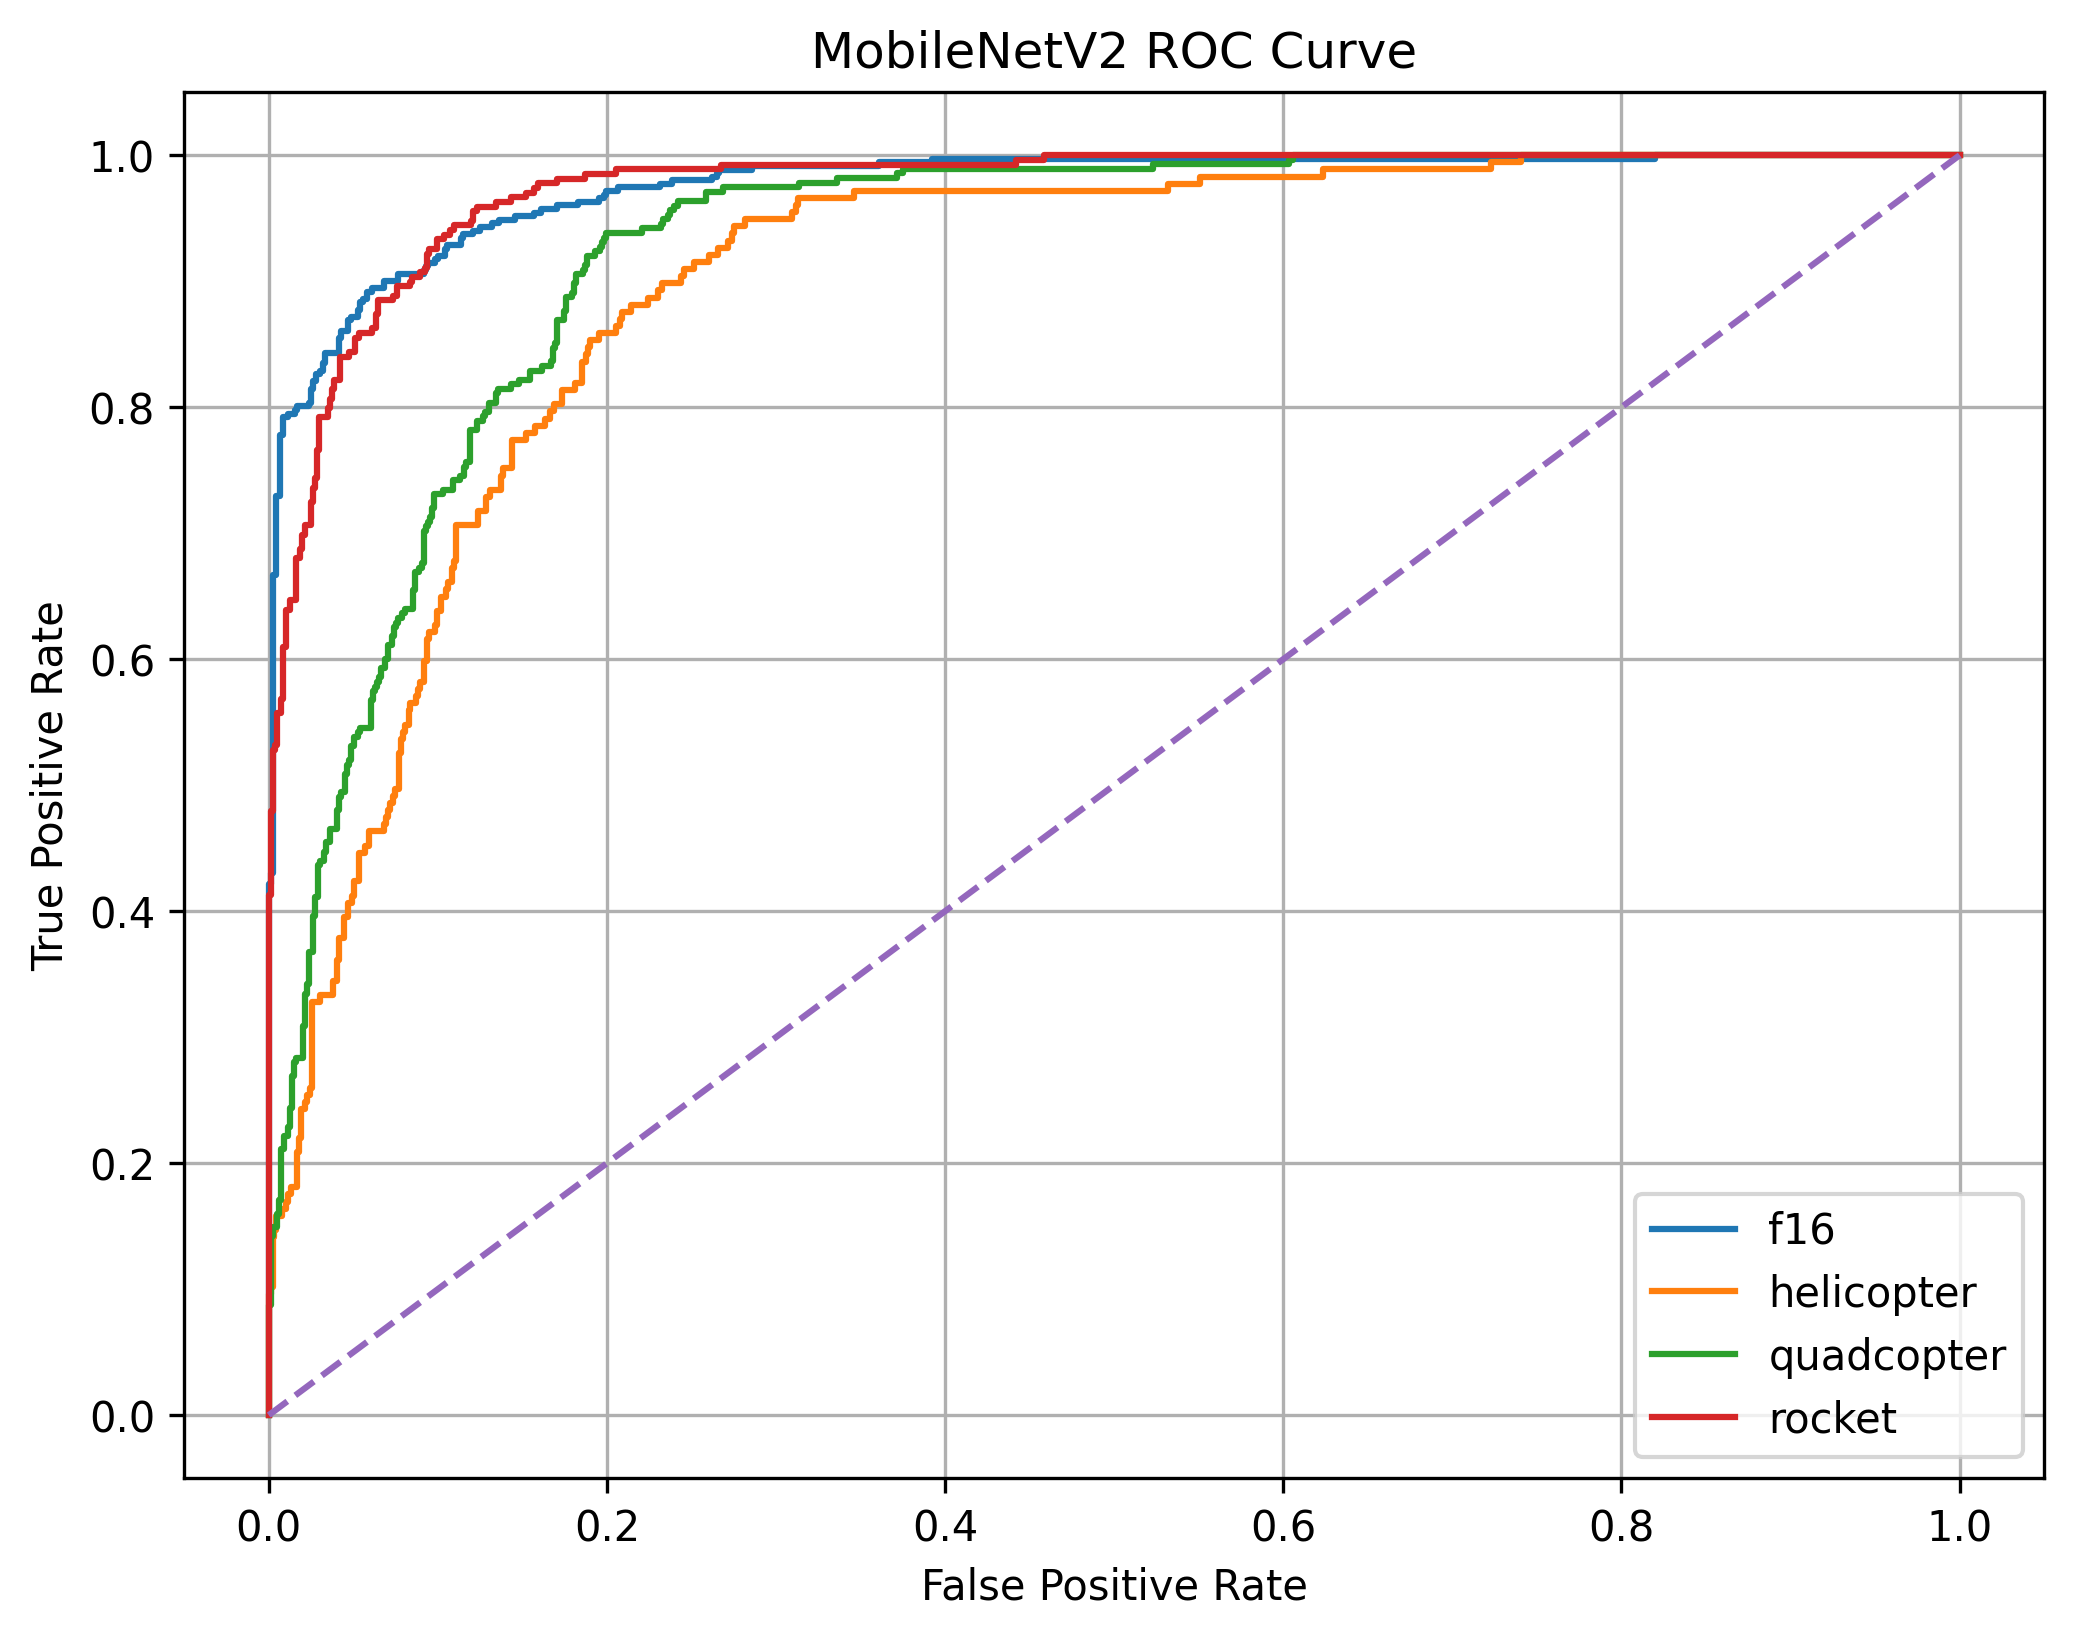 MobileNetV2 ROC Curve
True Positive Rate
1.0
0.8
0.6
0.4
0.2
0.0
0.0 0.2 0.4 0.6 0.8 1.0
False Positive Rate
f16
helicopter
quadcopter
rocket